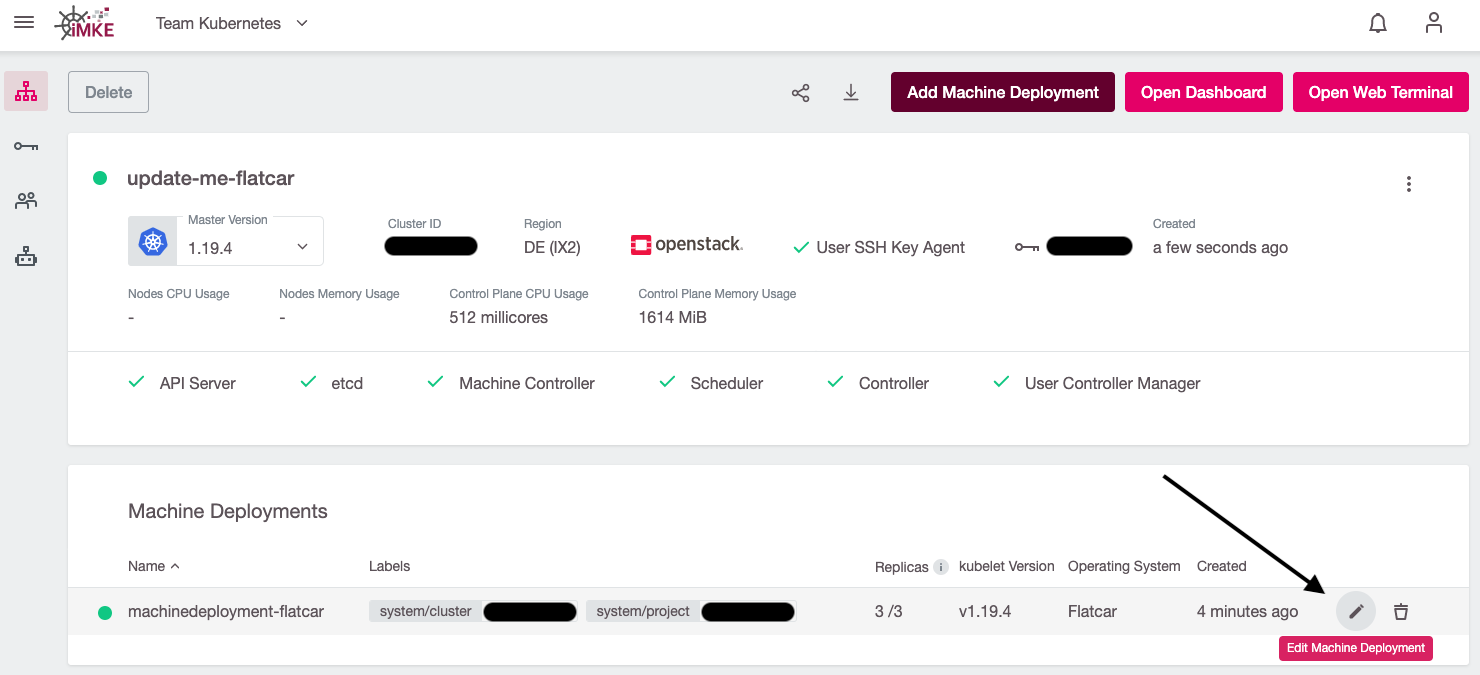 iMKE Team Kubernetes
Delete Add Machine Deployment Open Dashboard Open Web Terminal
update-me-flatcar
Master Version Cluster ID Region Created
1.19.4 DE (IX2) openstack. User SSH Key Agent a few seconds ago
Nodes CPU Usage Nodes Memory Usage Control Plane CPU Usage Control Plane Memory Usage
- - 512 millicores 1614 MiB
API Server etcd Machine Controller Scheduler Controller User Controller Manager
Machine Deployments
Name Labels Replicas i kubelet Version Operating System Created
machinedeployment-flatcar system/cluster system/project 3 /3 v1.19.4 Flatcar 4 minutes ago
Edit Machine Deployment